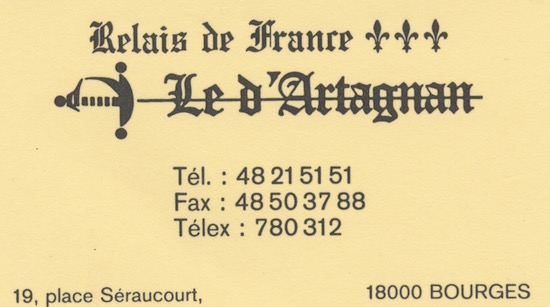 Relais de France
Le d'Artagnan
Tél. : 48 21 51 51
Fax : 48 50 37 88
Télex : 780 312
19, place Séraucourt, 18000 BOURGES